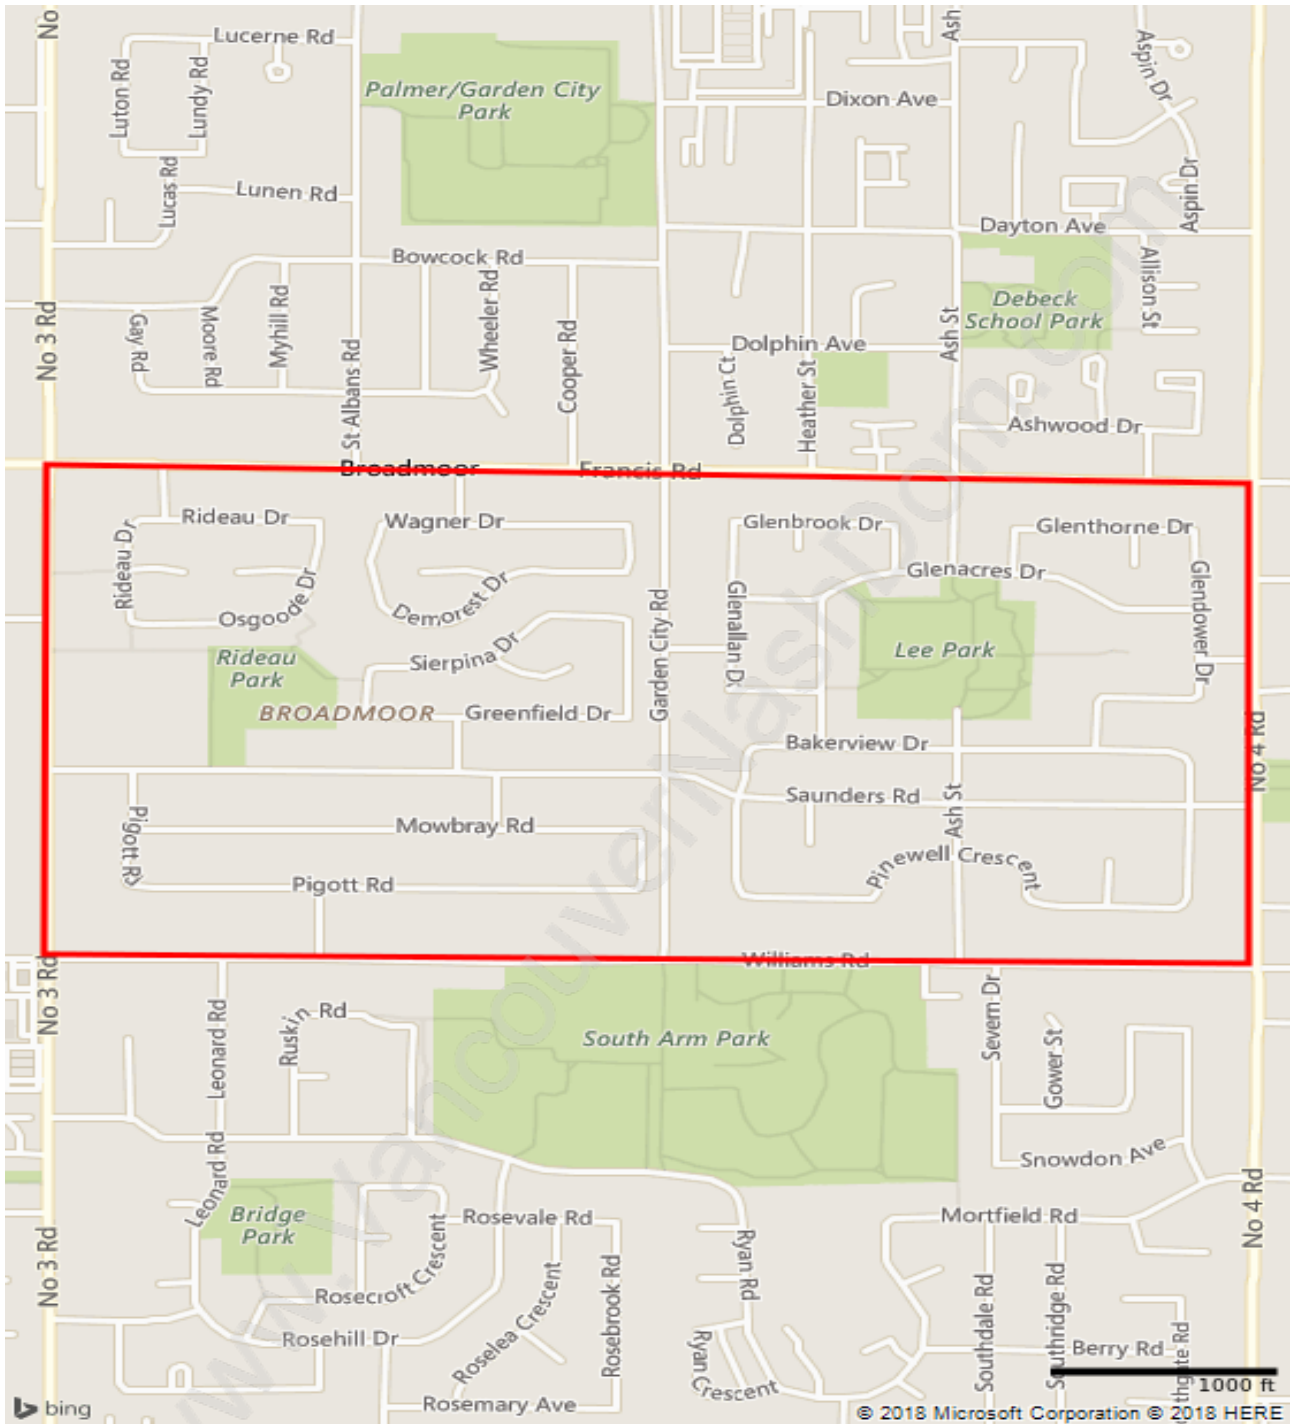 No
Lucerne Rd
Ash
Aspin Dr
Luton Rd
Lundy Rd
Palmer/Garden City
Park
Dixon Ave
Lucas Rd
Lunen Rd
Aspin Dr
Dayton Ave
Bowcock Rd
Allison St
No 3 Rd
Gay Rd
Moore Rd
Myhill Rd
St Albans Rd
Wheeler Rd
Cooper Rd
Debeck
School Park
Ash St
Dolphin Ave
Dolphin Ct
Heather St
Ashwood Dr
Broadmoor
Francis Rd
Rideau Dr
Wagner Dr
Glenbrook Dr
Glenthorne Dr
Rideau Dr
Osgoode Dr
Demorest Dr
Glenacres Dr
Glendower Dr
Glenallan D
Garden City Rd
Sierpina Dr
Rideau
Park
Lee Park
BROADMOOR
Greenfield Dr
No 4 Rd
Bakerview Dr
Saunders Rd
Ash St
Pigott R
Mowbray Rd
Pinewell Crescent
Pigott Rd
Williams Rd
No 3 Rd
Leonard Rd
Ruskin Rd
South Arm Park
Severn Dr
Gower St
Leonard Rd
Snowdon Ave
Bridge
Park
Rosevale Rd
Mortfield Rd
No 4 Rd
No 3 Rd
Rosecroft Crescent
Roselea Crescent
Rosebrook Rd
Ryan Rd
Southdale Rd
Southridge Rd
Rosehill Dr
Ryan Crescent
Berry Rd
thgate Rd
Rosemary Ave
1000 ft
bing
© 2018 Microsoft Corporation © 2018 HERE
www.VancouverNashDom.com